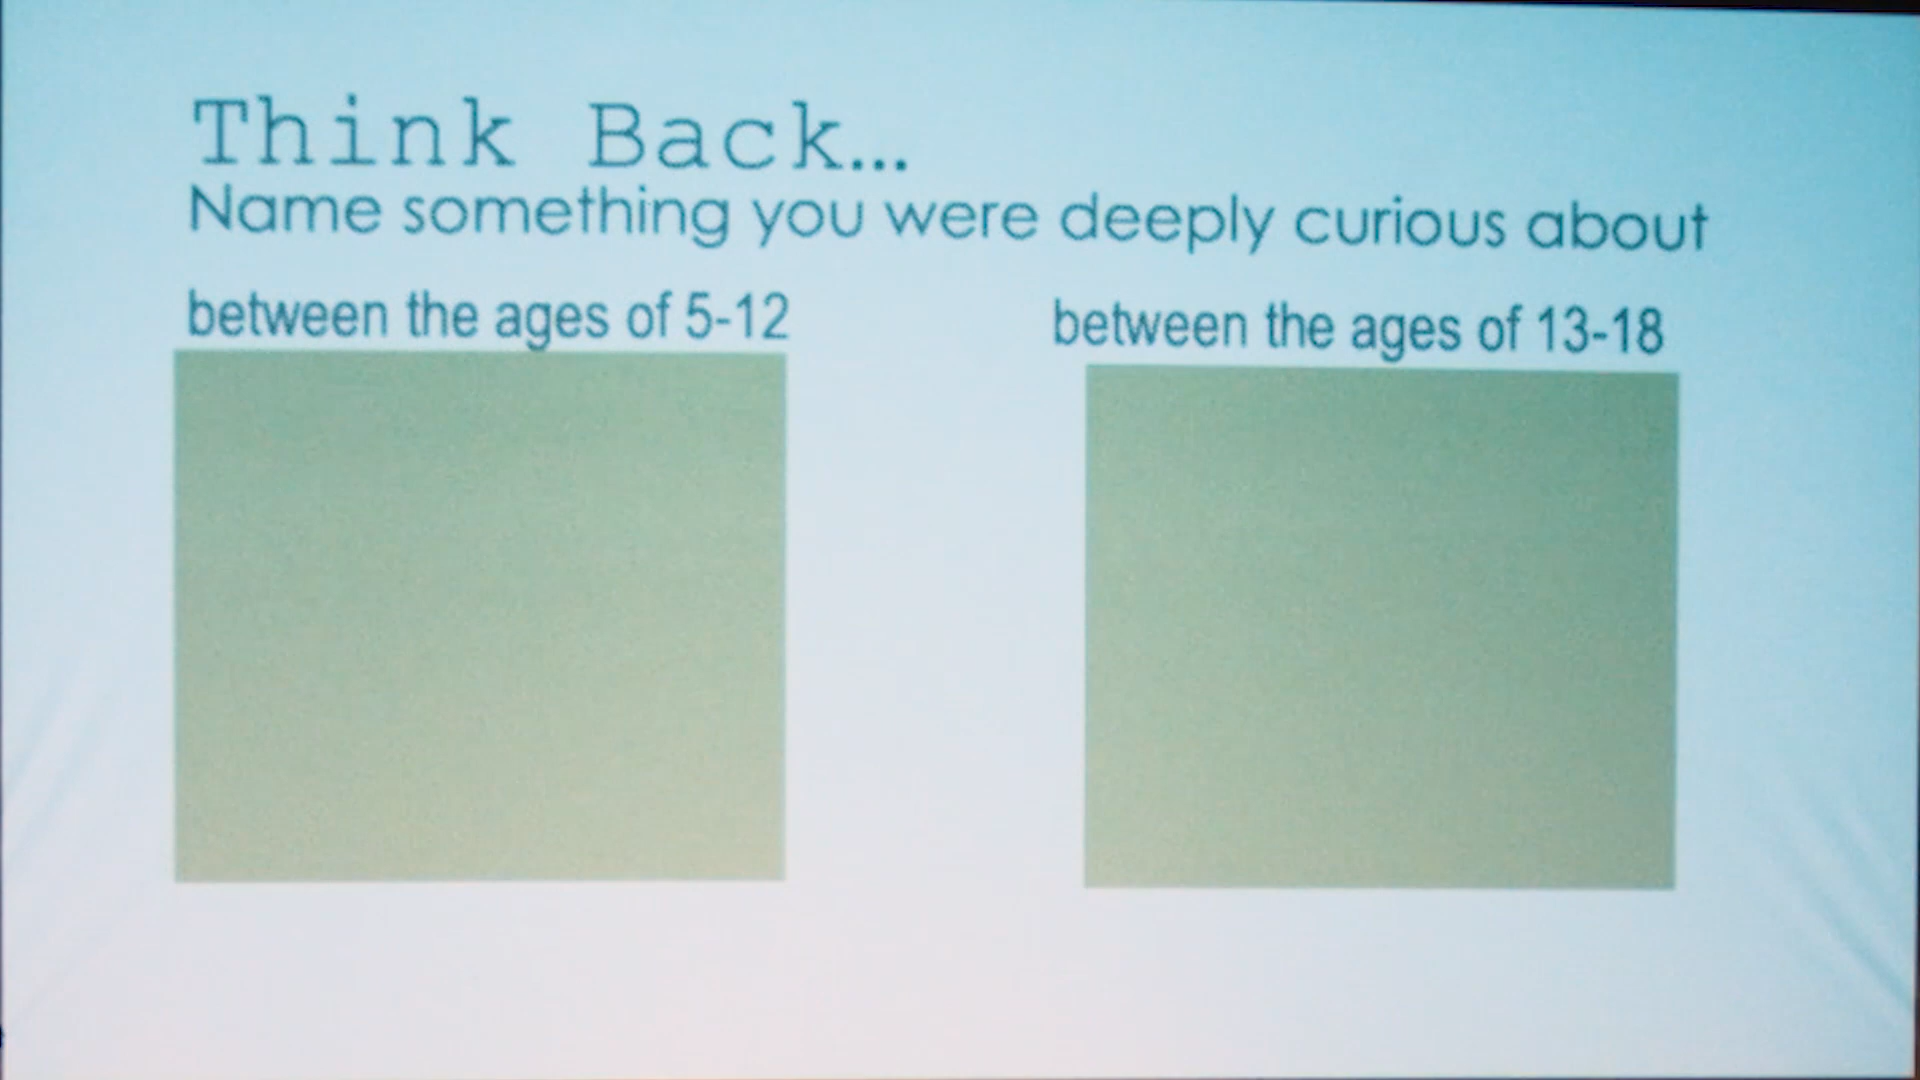 Think Back...
Name something you were deeply curious about
between the ages of 5-12
between the ages of 13-18